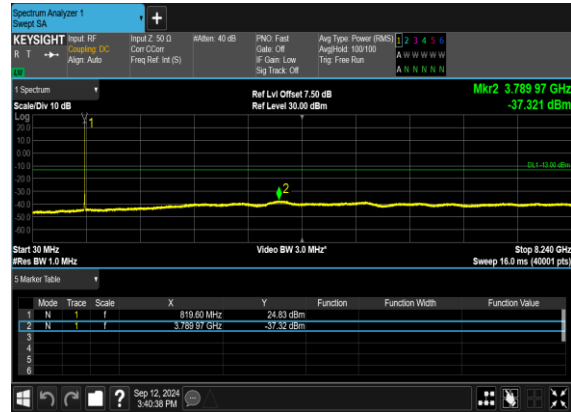 Spectrum Analyzer 1
Swept SA
+
KEYSIGHT Input: RF Input Z: 50 Ω #Atten: 40 dB PNO: Fast Avg Type: Power (RMS) 1 2 3 4 5 6
R T Coupling: DC Corr CCorr Gate: Off Avg|Hold: 100/100 A W W W W W
Align: Auto Freq Ref: Int (S) IF Gain: Low Trig: Free Run
Sig Track: Off A N N N N N
1 Spectrum Ref Lvl Offset 7.50 dB Mkr2 3.789 97 GHz
Scale/Div 10 dB Ref Level 30.00 dBm -37.321 dBm
Log
1
20.0
10.0
0.00
-10.0 DL1 -13.00 dBm
-20.0
-30.0 2
-40.0
-50.0
-60.0
Start 30 MHz Video BW 3.0 MHz* Stop 8.240 GHz
#Res BW 1.0 MHz Sweep 16.0 ms (40001 pts)
5 Marker Table
Mode Trace Scale X Y Function Function Width Function Value
1 N 1 f 819.60 MHz 24.83 dBm
2 N 1 f 3.789 97 GHz -37.32 dBm
3
4
5
6
? Sep 12, 2024
3:40:38 PM